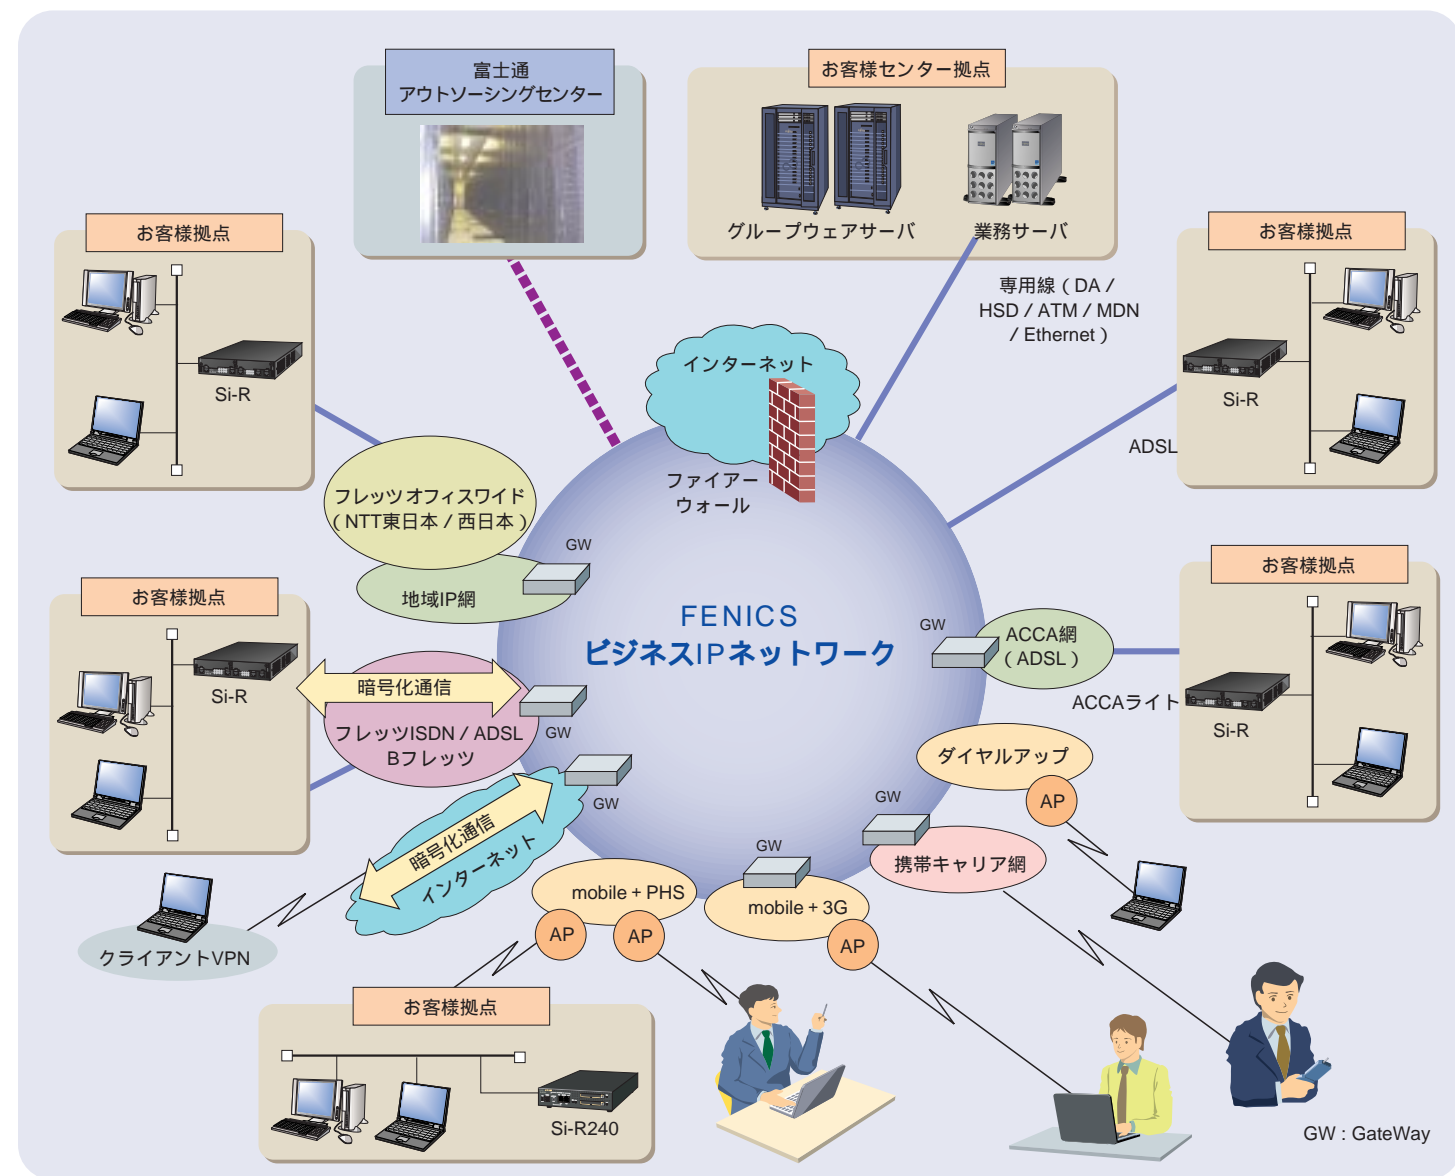 富士通
アウトソーシングセンター
お客様センター拠点
グループウェアサーバ
業務サーバ
お客様拠点
Si-R
お客様拠点
Si-R
専用線（DA /
HSD / ATM / MDN
/ Ethernet）
インターネット
ファイアー
ウォール
ADSL
フレッツオフィスワイド
（NTT東日本 / 西日本）
GW
地域IP網
FENICS
ビジネスIPネットワーク
お客様拠点
Si-R
暗号化通信
フレッツISDN / ADSL
Bフレッツ
GW
お客様拠点
Si-R
GW
ACCA網
（ADSL）
ACCAライト
暗号化通信
インターネット
GW
クライアントVPN
ダイヤルアップ
AP
GW
携帯キャリア網
mobile + PHS
AP
AP
GW
mobile + 3G
AP
お客様拠点
Si-R240
GW : GateWay